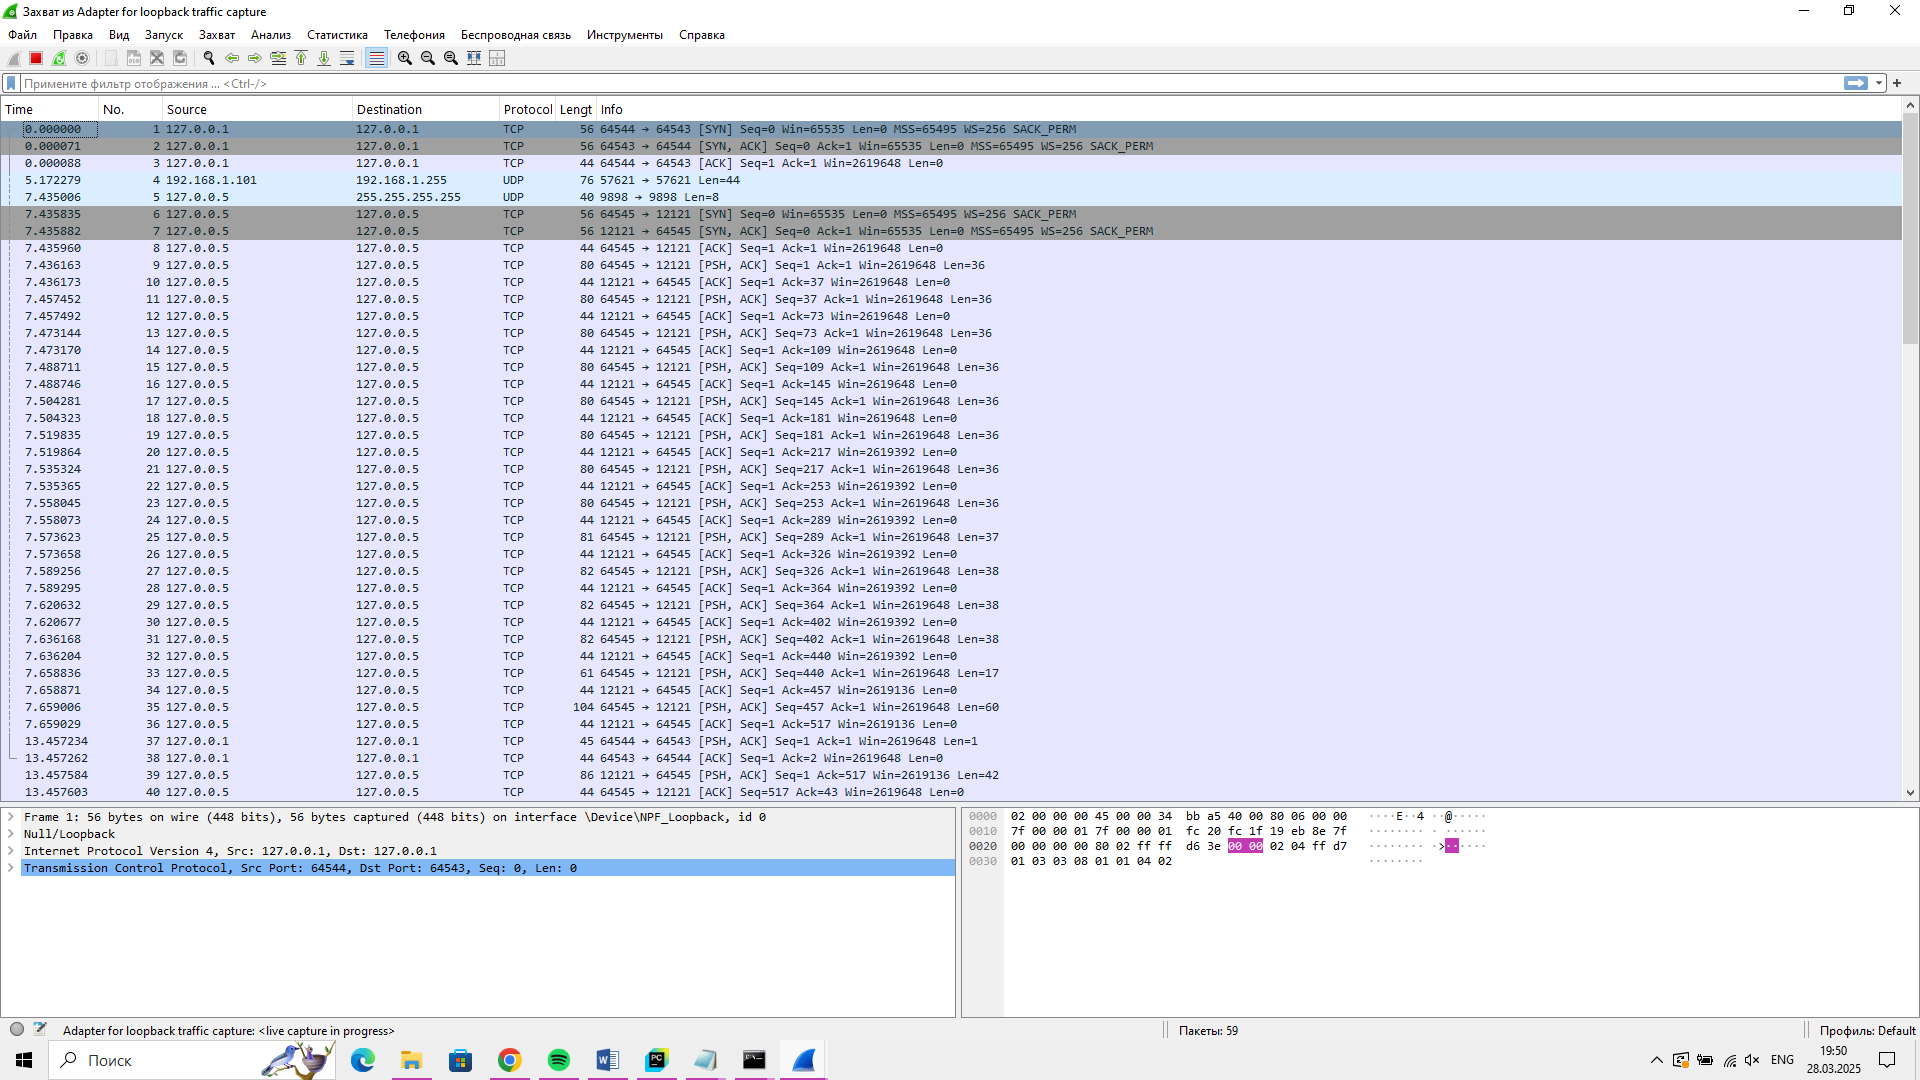 Захват из Adapter for loopback traffic capture
Файл Правка Вид Запуск Захват Анализ Статистика Телефония Беспроводная связь Инструменты Справка
Примените фильтр отображения ... <Ctrl-/>
Time No. Source Destination Protocol Lengt Info
0.000000 1 127.0.0.1 127.0.0.1 TCP 56 64544 → 64543 [SYN] Seq=0 Win=65535 Len=0 MSS=65495 WS=256 SACK_PERM
0.000071 2 127.0.0.1 127.0.0.1 TCP 56 64543 → 64544 [SYN, ACK] Seq=0 Ack=1 Win=65535 Len=0 MSS=65495 WS=256 SACK_PERM
0.000088 3 127.0.0.1 127.0.0.1 TCP 44 64544 → 64543 [ACK] Seq=1 Ack=1 Win=2619648 Len=0
5.172279 4 192.168.1.101 192.168.1.255 UDP 76 57621 → 57621 Len=44
7.435006 5 127.0.0.5 255.255.255.255 UDP 40 9898 → 9898 Len=8
7.435835 6 127.0.0.5 127.0.0.5 TCP 56 64545 → 12121 [SYN] Seq=0 Win=65535 Len=0 MSS=65495 WS=256 SACK_PERM
7.435882 7 127.0.0.5 127.0.0.5 TCP 56 12121 → 64545 [SYN, ACK] Seq=0 Ack=1 Win=65535 Len=0 MSS=65495 WS=256 SACK_PERM
7.435960 8 127.0.0.5 127.0.0.5 TCP 44 64545 → 12121 [ACK] Seq=1 Ack=1 Win=2619648 Len=0
7.436163 9 127.0.0.5 127.0.0.5 TCP 80 64545 → 12121 [PSH, ACK] Seq=1 Ack=1 Win=2619648 Len=36
7.436173 10 127.0.0.5 127.0.0.5 TCP 44 12121 → 64545 [ACK] Seq=1 Ack=37 Win=2619648 Len=0
7.457452 11 127.0.0.5 127.0.0.5 TCP 80 64545 → 12121 [PSH, ACK] Seq=37 Ack=1 Win=2619648 Len=36
7.457492 12 127.0.0.5 127.0.0.5 TCP 44 12121 → 64545 [ACK] Seq=1 Ack=73 Win=2619648 Len=0
7.473144 13 127.0.0.5 127.0.0.5 TCP 80 64545 → 12121 [PSH, ACK] Seq=73 Ack=1 Win=2619648 Len=36
7.473170 14 127.0.0.5 127.0.0.5 TCP 44 12121 → 64545 [ACK] Seq=1 Ack=109 Win=2619648 Len=0
7.488711 15 127.0.0.5 127.0.0.5 TCP 80 64545 → 12121 [PSH, ACK] Seq=109 Ack=1 Win=2619648 Len=36
7.488746 16 127.0.0.5 127.0.0.5 TCP 44 12121 → 64545 [ACK] Seq=1 Ack=145 Win=2619648 Len=0
7.504281 17 127.0.0.5 127.0.0.5 TCP 80 64545 → 12121 [PSH, ACK] Seq=145 Ack=1 Win=2619648 Len=36
7.504323 18 127.0.0.5 127.0.0.5 TCP 44 12121 → 64545 [ACK] Seq=1 Ack=181 Win=2619648 Len=0
7.519835 19 127.0.0.5 127.0.0.5 TCP 80 64545 → 12121 [PSH, ACK] Seq=181 Ack=1 Win=2619648 Len=36
7.519864 20 127.0.0.5 127.0.0.5 TCP 44 12121 → 64545 [ACK] Seq=1 Ack=217 Win=2619392 Len=0
7.535324 21 127.0.0.5 127.0.0.5 TCP 80 64545 → 12121 [PSH, ACK] Seq=217 Ack=1 Win=2619648 Len=36
7.535365 22 127.0.0.5 127.0.0.5 TCP 44 12121 → 64545 [ACK] Seq=1 Ack=253 Win=2619392 Len=0
7.558045 23 127.0.0.5 127.0.0.5 TCP 80 64545 → 12121 [PSH, ACK] Seq=253 Ack=1 Win=2619648 Len=36
7.558073 24 127.0.0.5 127.0.0.5 TCP 44 12121 → 64545 [ACK] Seq=1 Ack=289 Win=2619392 Len=0
7.573623 25 127.0.0.5 127.0.0.5 TCP 81 64545 → 12121 [PSH, ACK] Seq=289 Ack=1 Win=2619648 Len=37
7.573658 26 127.0.0.5 127.0.0.5 TCP 44 12121 → 64545 [ACK] Seq=1 Ack=326 Win=2619392 Len=0
7.589256 27 127.0.0.5 127.0.0.5 TCP 82 64545 → 12121 [PSH, ACK] Seq=326 Ack=1 Win=2619648 Len=38
7.589295 28 127.0.0.5 127.0.0.5 TCP 44 12121 → 64545 [ACK] Seq=1 Ack=364 Win=2619392 Len=0
7.620632 29 127.0.0.5 127.0.0.5 TCP 82 64545 → 12121 [PSH, ACK] Seq=364 Ack=1 Win=2619648 Len=38
7.620677 30 127.0.0.5 127.0.0.5 TCP 44 12121 → 64545 [ACK] Seq=1 Ack=402 Win=2619392 Len=0
7.636168 31 127.0.0.5 127.0.0.5 TCP 82 64545 → 12121 [PSH, ACK] Seq=402 Ack=1 Win=2619648 Len=38
7.636204 32 127.0.0.5 127.0.0.5 TCP 44 12121 → 64545 [ACK] Seq=1 Ack=440 Win=2619392 Len=0
7.658836 33 127.0.0.5 127.0.0.5 TCP 61 64545 → 12121 [PSH, ACK] Seq=440 Ack=1 Win=2619648 Len=17
7.658871 34 127.0.0.5 127.0.0.5 TCP 44 12121 → 64545 [ACK] Seq=1 Ack=457 Win=2619136 Len=0
7.659006 35 127.0.0.5 127.0.0.5 TCP 104 64545 → 12121 [PSH, ACK] Seq=457 Ack=1 Win=2619648 Len=60
7.659029 36 127.0.0.5 127.0.0.5 TCP 44 12121 → 64545 [ACK] Seq=1 Ack=517 Win=2619136 Len=0
13.457234 37 127.0.0.1 127.0.0.1 TCP 45 64544 → 64543 [PSH, ACK] Seq=1 Ack=1 Win=2619648 Len=1
13.457262 38 127.0.0.1 127.0.0.1 TCP 44 64543 → 64544 [ACK] Seq=1 Ack=2 Win=2619648 Len=0
13.457584 39 127.0.0.5 127.0.0.5 TCP 86 12121 → 64545 [PSH, ACK] Seq=1 Ack=517 Win=2619136 Len=42
13.457603 40 127.0.0.5 127.0.0.5 TCP 44 64545 → 12121 [ACK] Seq=517 Ack=43 Win=2619648 Len=0
Frame 1: 56 bytes on wire (448 bits), 56 bytes captured (448 bits) on interface \Device\NPF_Loopback, id 0
Null/Loopback
Internet Protocol Version 4, Src: 127.0.0.1, Dst: 127.0.0.1
Transmission Control Protocol, Src Port: 64544, Dst Port: 64543, Seq: 0, Len: 0
0000 02 00 00 00 45 00 00 34 bb a5 40 00 80 06 00 00 ····E··4 ··@·····
0010 7f 00 00 01 7f 00 00 01 fc 20 fc 1f 19 eb 8e 7f ········ · ······
0020 00 00 00 00 80 02 ff ff d6 3e 00 00 02 04 ff d7 ········ ·>······
0030 01 03 03 08 01 01 04 02 ········
Adapter for loopback traffic capture: <live capture in progress>
Пакеты: 59
Профиль: Default
Поиск
ENG
19:50
28.03.2025